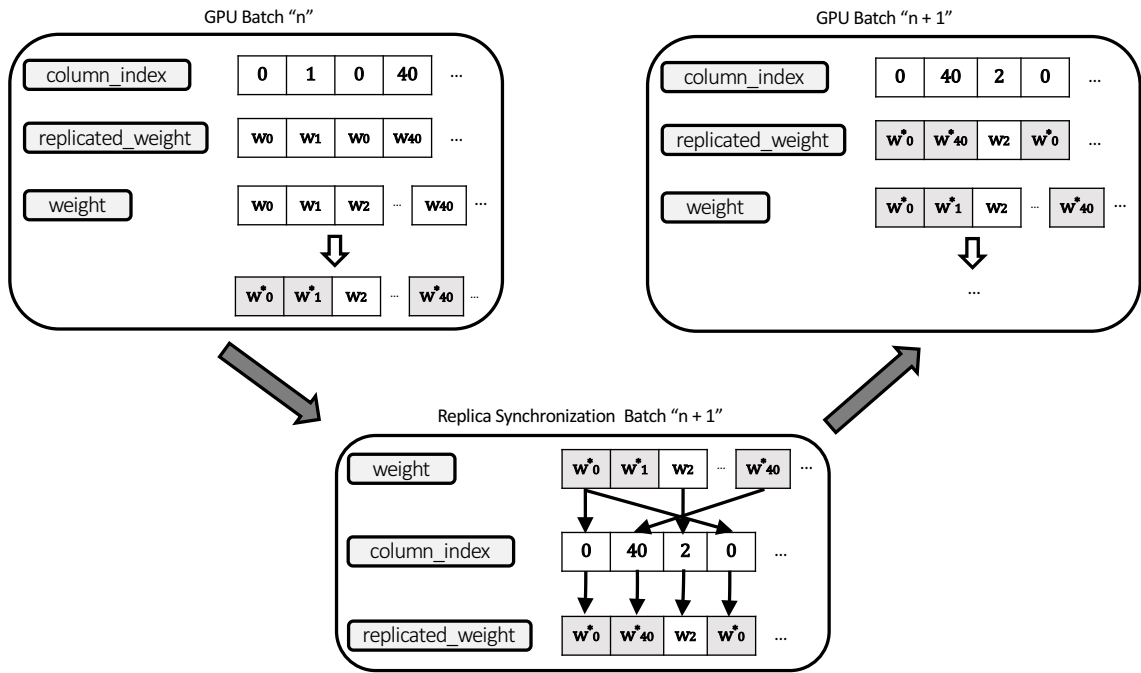 GPU Batch “n”
column_index 0 1 0 40 ...
replicated_weight W0 W1 W0 W40 ...
weight W0 W1 W2 ... W40 ...
W*0 W*1 W2 ... W*40 ...
GPU Batch “n + 1”
column_index 0 40 2 0 ...
replicated_weight W*0 W*40 W2 W*0 ...
weight W*0 W*1 W2 ... W*40 ...
...
Replica Synchronization Batch “n + 1”
weight W*0 W*1 W2 ... W*40 ...
column_index 0 40 2 0 ...
replicated_weight W*0 W*40 W2 W*0 ...